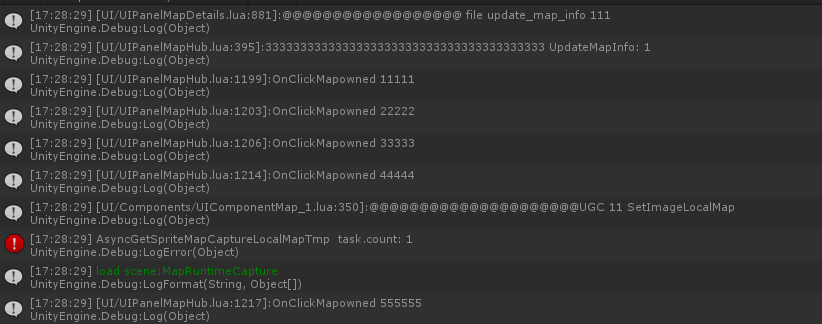 [17:28:29] [UI/UIPanelMapDetails.lua:881]:@@@@@@@@@@@@@@@@@@ file update_map_info 111
UnityEngine.Debug:Log(Object)
[17:28:29] [UI/UIPanelMapHub.lua:395]:3333333333333333333333333333333333333333 UpdateMapInfo: 1
UnityEngine.Debug:Log(Object)
[17:28:29] [UI/UIPanelMapHub.lua:1199]:OnClickMapowned 11111
UnityEngine.Debug:Log(Object)
[17:28:29] [UI/UIPanelMapHub.lua:1203]:OnClickMapowned 22222
UnityEngine.Debug:Log(Object)
[17:28:29] [UI/UIPanelMapHub.lua:1206]:OnClickMapowned 33333
UnityEngine.Debug:Log(Object)
[17:28:29] [UI/UIPanelMapHub.lua:1214]:OnClickMapowned 44444
UnityEngine.Debug:Log(Object)
[17:28:29] [UI/Components/UIComponentMap_1.lua:350]:@@@@@@@@@@@@@@@@@@@@@UGC 11 SetImageLocalMap
UnityEngine.Debug:Log(Object)
[17:28:29] AsyncGetSpriteMapCaptureLocalMapTmp  task.count: 1
UnityEngine.Debug:LogError(Object)
[17:28:29] load scene:MapRuntimeCapture
UnityEngine.Debug:LogFormat(String, Object[])
[17:28:29] [UI/UIPanelMapHub.lua:1217]:OnClickMapowned 555555
UnityEngine.Debug:Log(Object)